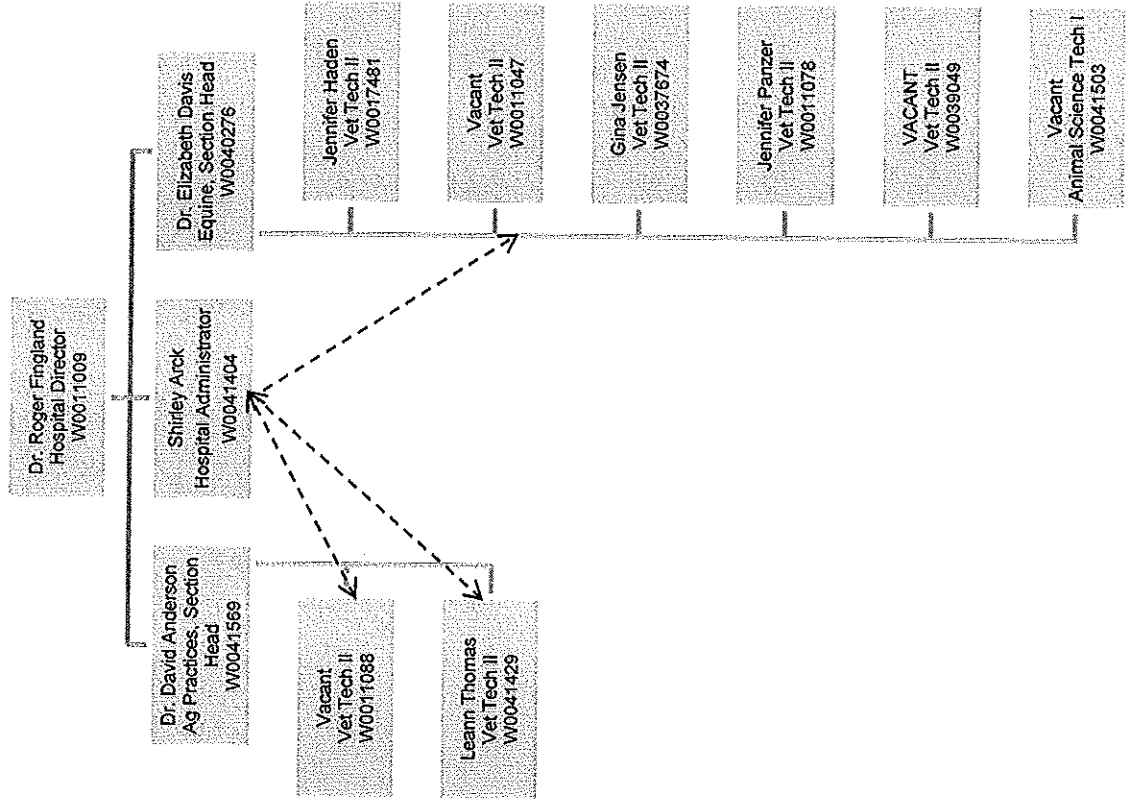 Dr. Roger Fingland
Hospital Director
W0011009
Dr. David Anderson
Ag Practices, Section
Head
W0041569
Shirley Arck
Hospital Administrator
W0041404
Dr. Elizabeth Davis
Equine, Section Head
W0040276
Vacant
Vet Tech II
W0011088
Leann Thomas
Vet Tech II
W0041429
Jennifer Haden
Vet Tech II
W0017481
Vacant
Vet Tech II
W0011047
Gina Jensen
Vet Tech II
W0037674
Jennifer Panzer
Vet Tech II
W0011078
VACANT
Vet Tech II
W0039049
Vacant
Animal Science Tech I
W0041503